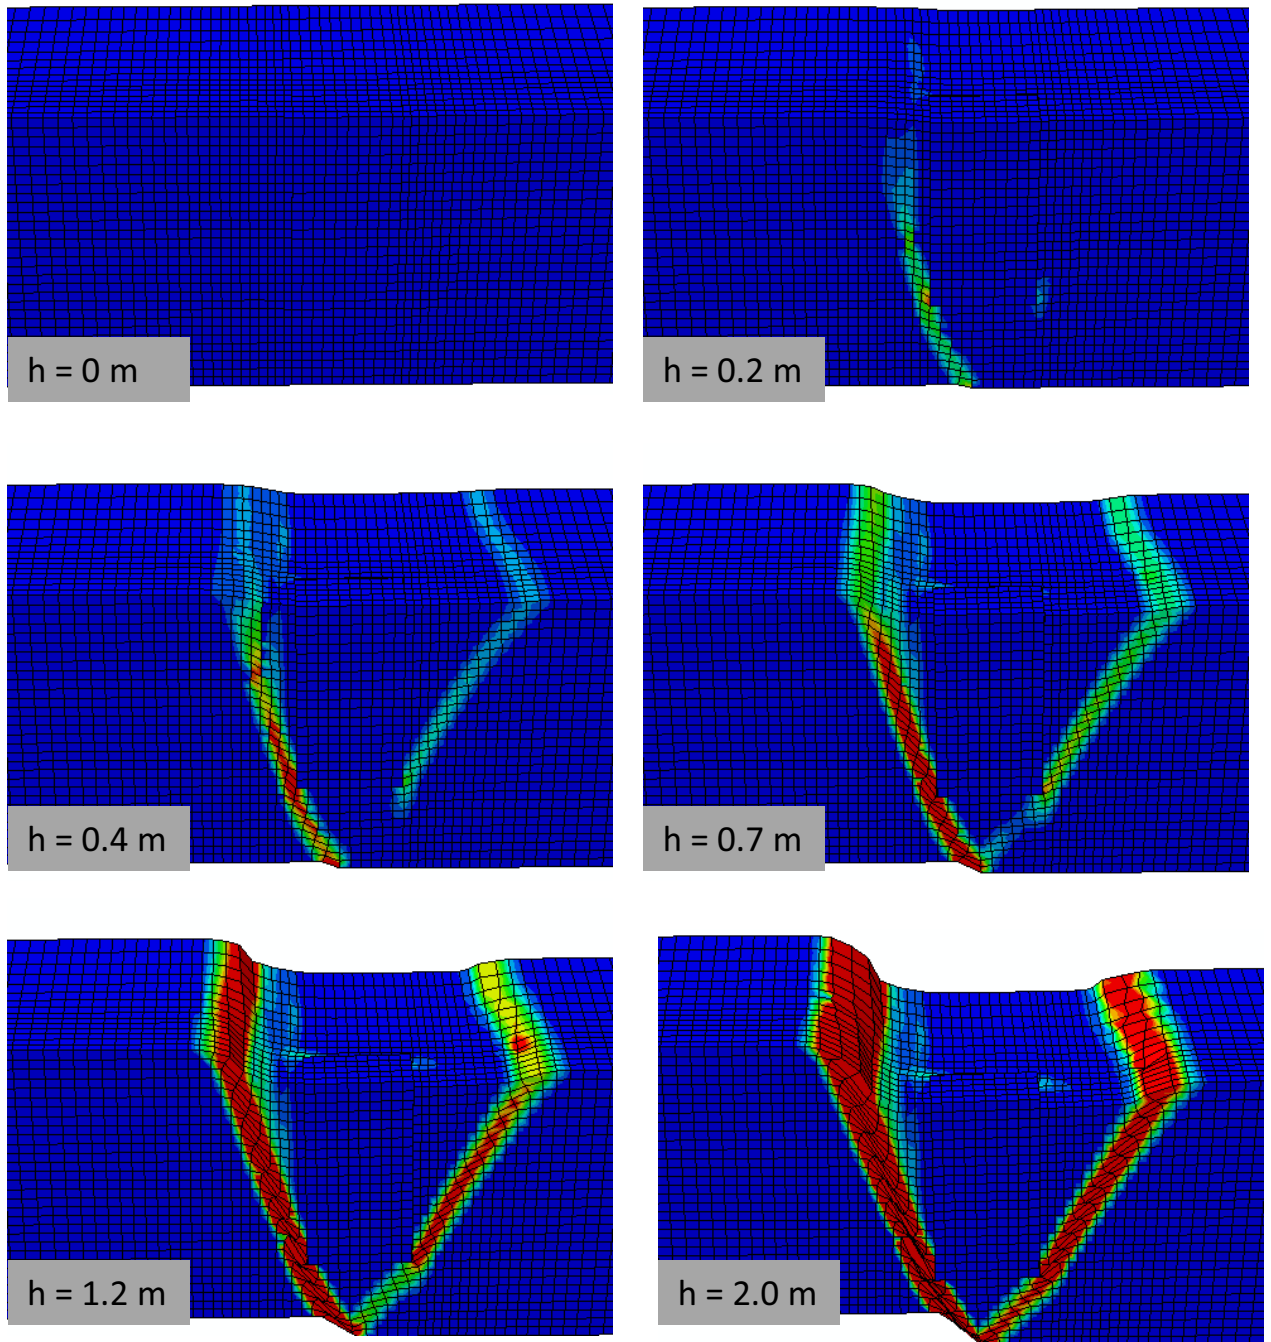 h = 0 m
h = 0.2 m
h = 0.4 m
h = 0.7 m
h = 1.2 m
h = 2.0 m